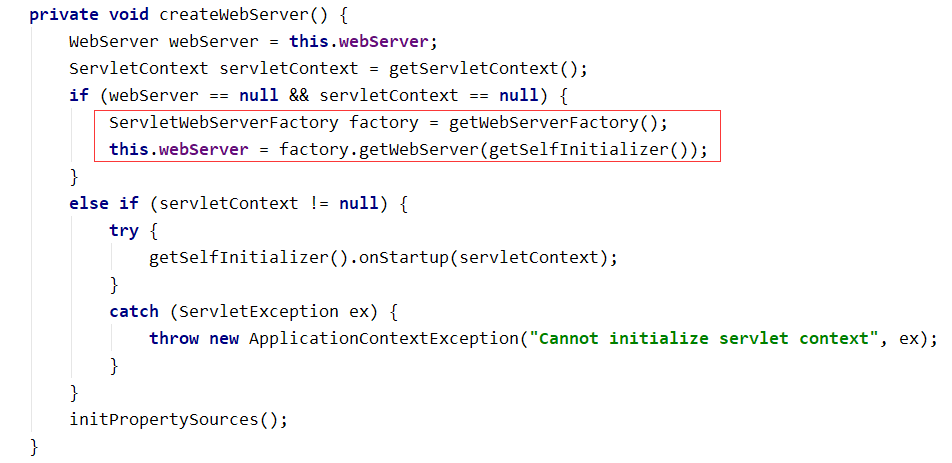 private void createWebServer() {
    WebServer webServer = this.webServer;
    ServletContext servletContext = getServletContext();
    if (webServer == null && servletContext == null) {
        ServletWebServerFactory factory = getWebServerFactory();
        this.webServer = factory.getWebServer(getSelfInitializer());
    }
    else if (servletContext != null) {
        try {
            getSelfInitializer().onStartup(servletContext);
        }
        catch (ServletException ex) {
            throw new ApplicationContextException("Cannot initialize servlet context", ex);
        }
    }
    initPropertySources();
}